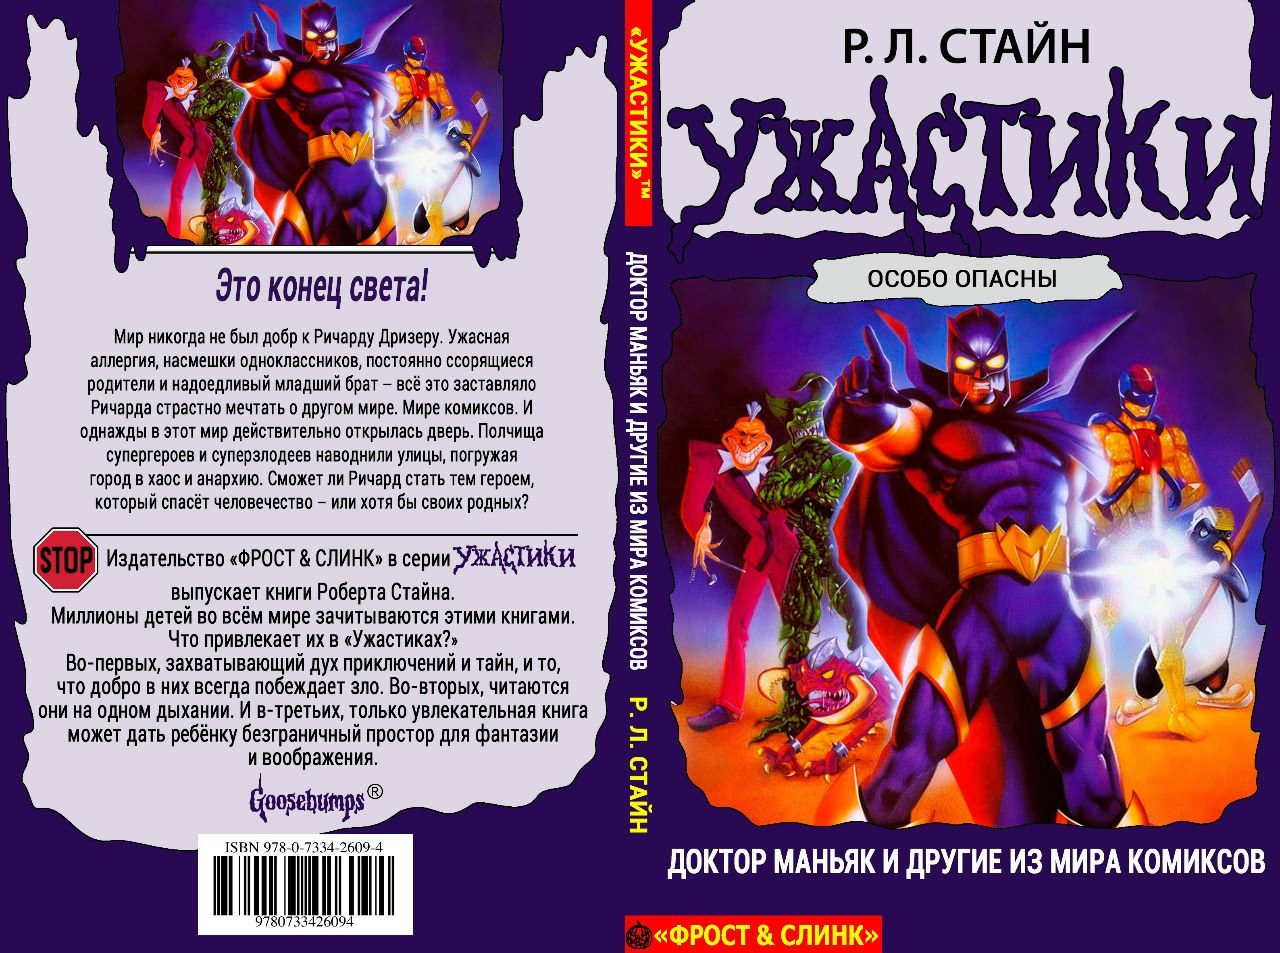 Это конец света!
Мир никогда не был добр к Ричарду Дризеру. Ужасная
аллергия, насмешки одноклассников, постоянно ссорящиеся
родители и надоедливый младший брат – всё это заставляло
Ричарда страстно мечтать о другом мире. Мире комиксов. И
однажды в этот мир действительно открылась дверь. Полчища
супергероев и суперзлодеев наводнили улицы, погружая
город в хаос и анархию. Сможет ли Ричард стать тем героем,
который спасёт человечество – или хотя бы своих родных?
STOP
Издательство «ФРОСТ & СЛИНК» в серии УЖАСТИКИ
выпускает книги Роберта Стайна.
Миллионы детей во всём мире зачитываются этими книгами.
Что привлекает их в «Ужастиках?»
Во-первых, захватывающий дух приключений и тайн, и то,
что добро в них всегда побеждает зло. Во-вторых, читаются
они на одном дыхании. И в-третьих, только увлекательная книга
может дать ребёнку безграничный простор для фантазии
и воображения.
Goosebumps®
ISBN 978-0-7334-2609-4
9780733426094
«УЖАСТИКИ»™
ДОКТОР МАНЬЯК И ДРУГИЕ ИЗ МИРА КОМИКСОВ
Р. Л. СТАЙН
Р. Л. СТАЙН
УЖАСТИКИ
ОСОБО ОПАСНЫ
ДОКТОР МАНЬЯК И ДРУГИЕ ИЗ МИРА КОМИКСОВ
«ФРОСТ & СЛИНК»